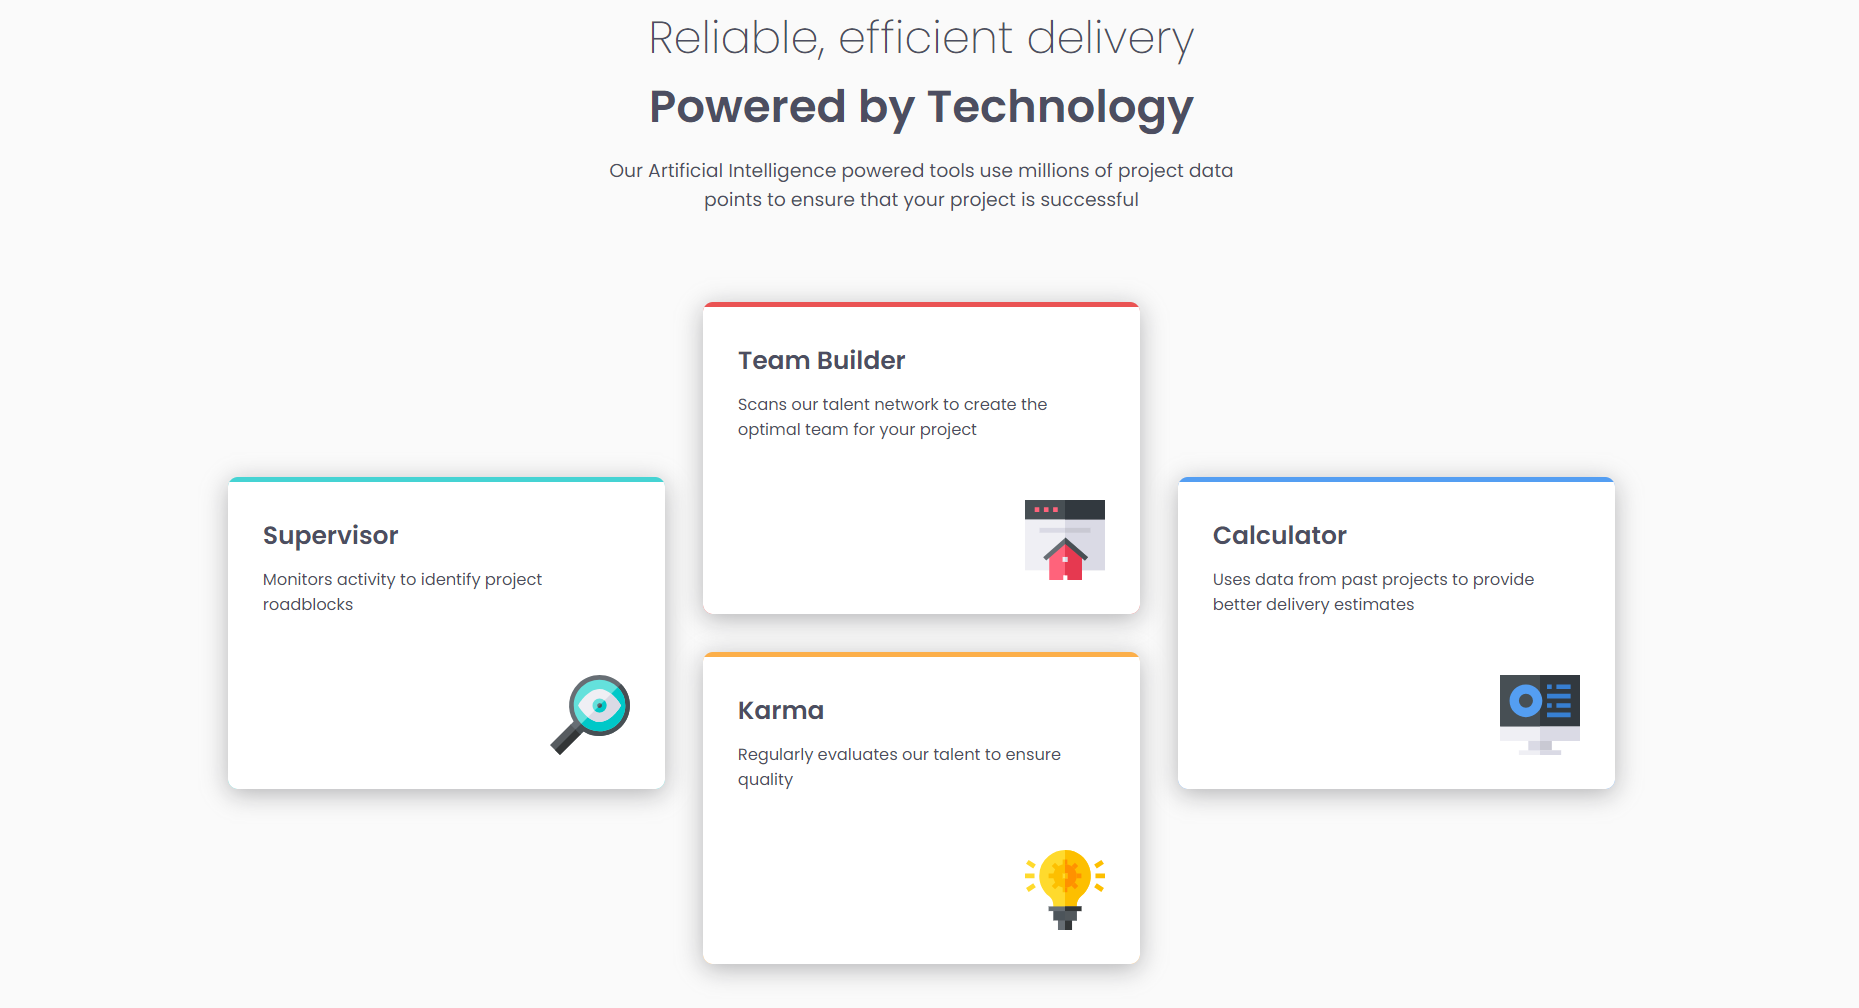 Reliable, efficient delivery
Powered by Technology
Our Artificial Intelligence powered tools use millions of project data
points to ensure that your project is successful
Team Builder
Scans our talent network to create the
optimal team for your project
Supervisor
Monitors activity to identify project
roadblocks
Calculator
Uses data from past projects to provide
better delivery estimates
Karma
Regularly evaluates our talent to ensure
quality